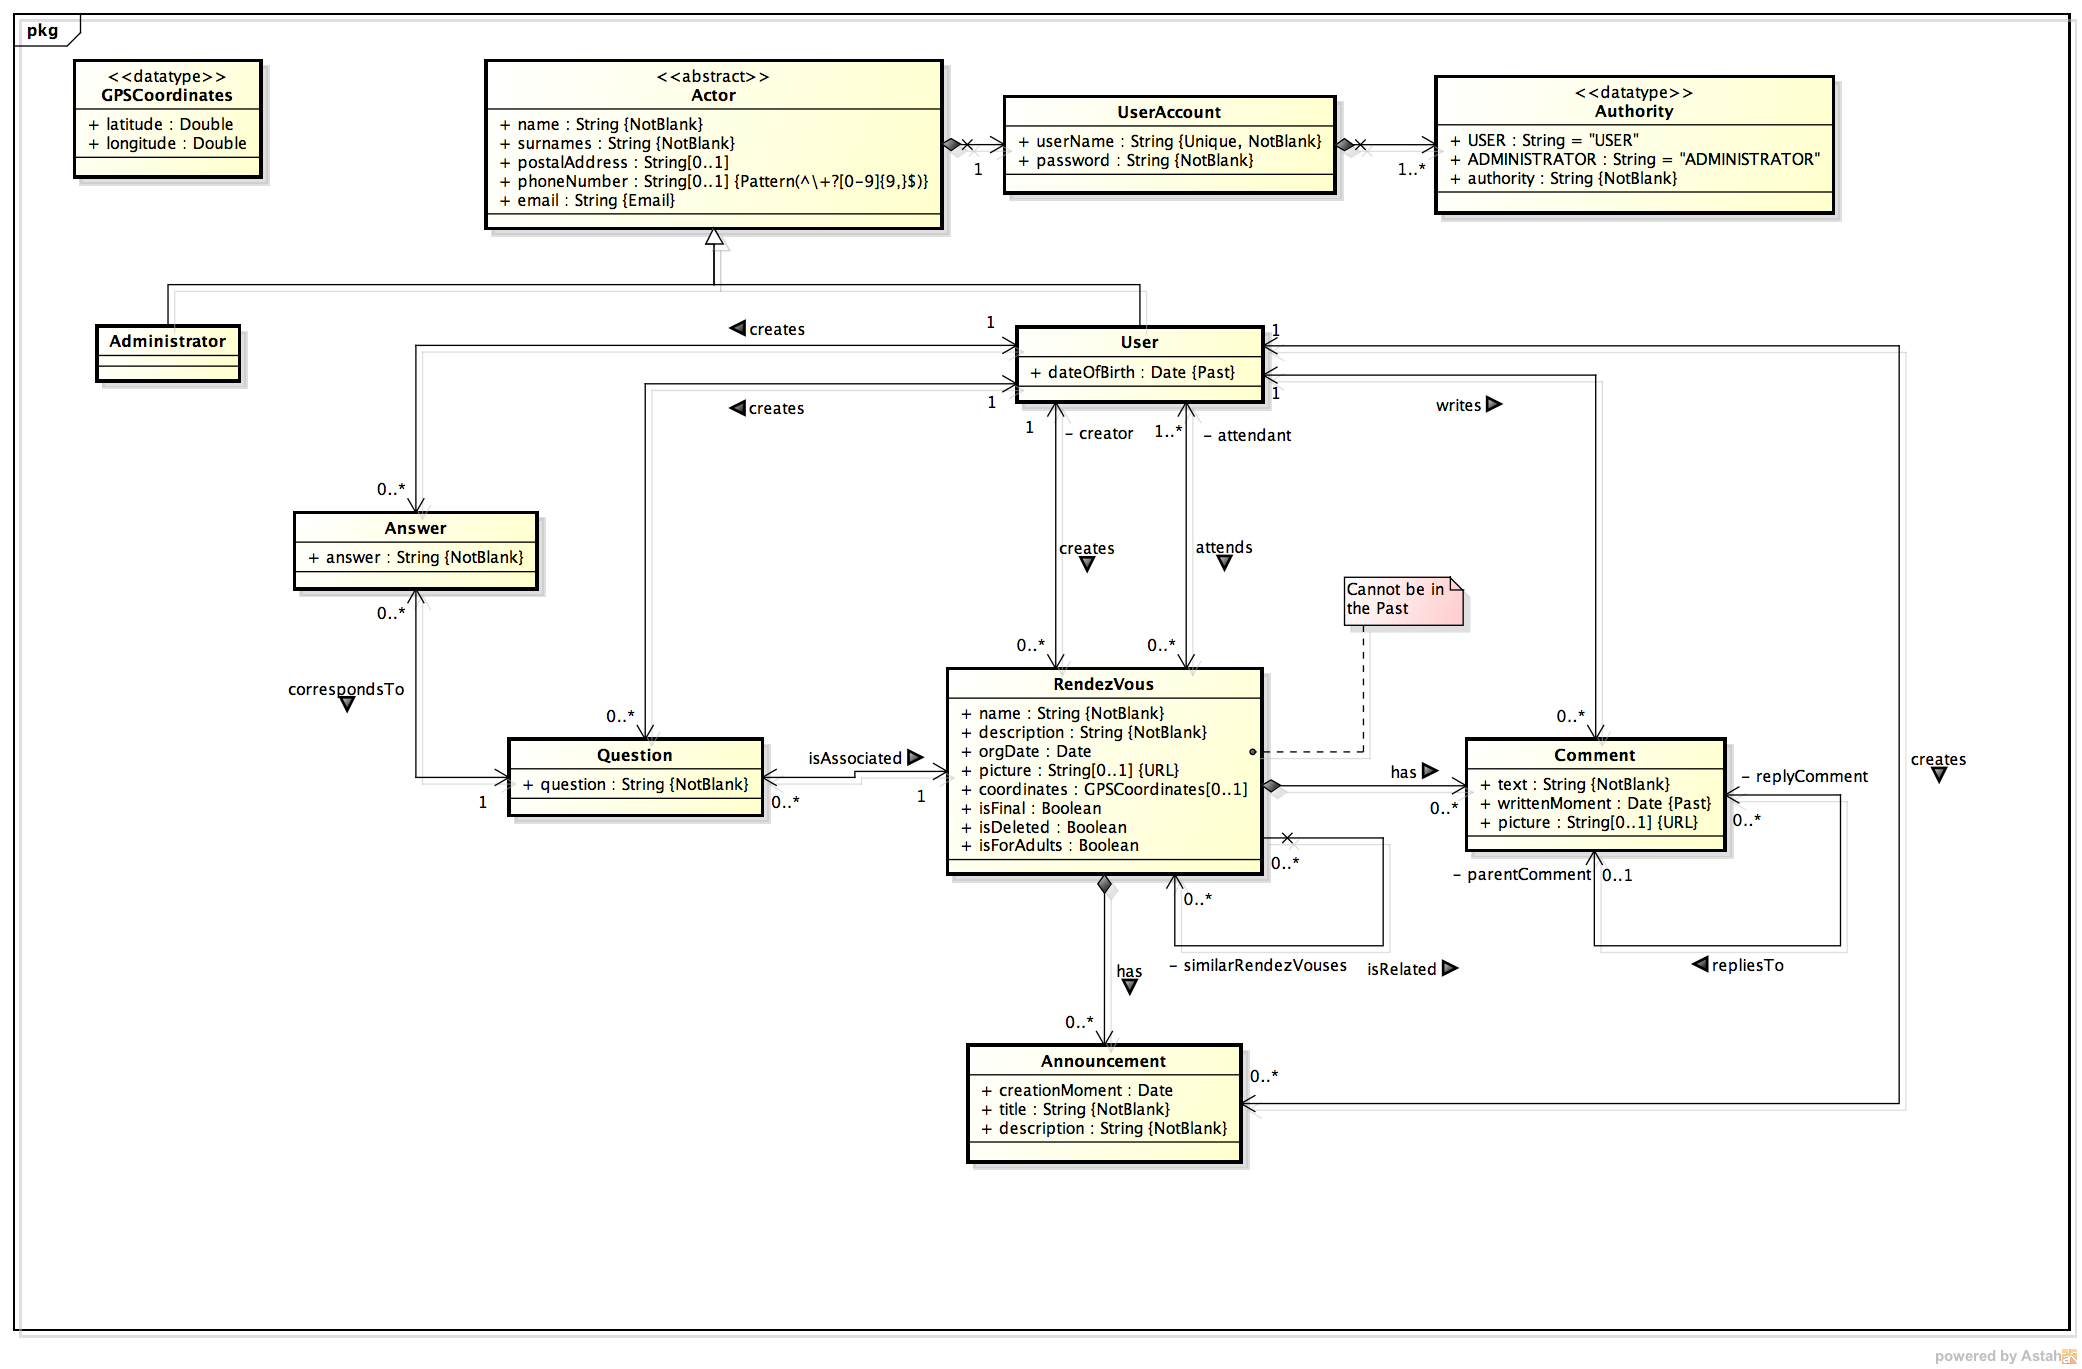 pkg
<<datatype>>
GPSCoordinates
+ latitude : Double
+ longitude : Double
<<abstract>>
Actor
+ name : String {NotBlank}
+ surnames : String {NotBlank}
+ postalAddress : String[0..1]
+ phoneNumber : String[0..1] {Pattern(^\+?[0-9]{9,}$)}
+ email : String {Email}
1
UserAccount
+ userName : String {Unique, NotBlank}
+ password : String {NotBlank}
1..*
<<datatype>>
Authority
+ USER : String = "USER"
+ ADMINISTRATOR : String = "ADMINISTRATOR"
+ authority : String {NotBlank}
Administrator
creates
1
creates
1
User
+ dateOfBirth : Date {Past}
1
1
writes
1
- creator
1..*
- attendant
0..*
Answer
+ answer : String {NotBlank}
0..*
creates
attends
Cannot be in
the Past
correspondsTo
0..*
0..*
0..*
0..*
Question
+ question : String {NotBlank}
1
isAssociated
0..*
1
RendezVous
+ name : String {NotBlank}
+ description : String {NotBlank}
+ orgDate : Date
+ picture : String[0..1] {URL}
+ coordinates : GPSCoordinates[0..1]
+ isFinal : Boolean
+ isDeleted : Boolean
+ isForAdults : Boolean
has
0..*
Comment
+ text : String {NotBlank}
+ writtenMoment : Date {Past}
+ picture : String[0..1] {URL}
- replyComment
0..*
creates
- parentComment
0..1
repliesTo
0..*
0..*
- similarRendezVouses
isRelated
has
0..*
Announcement
+ creationMoment : Date
+ title : String {NotBlank}
+ description : String {NotBlank}
0..*
powered by Astah